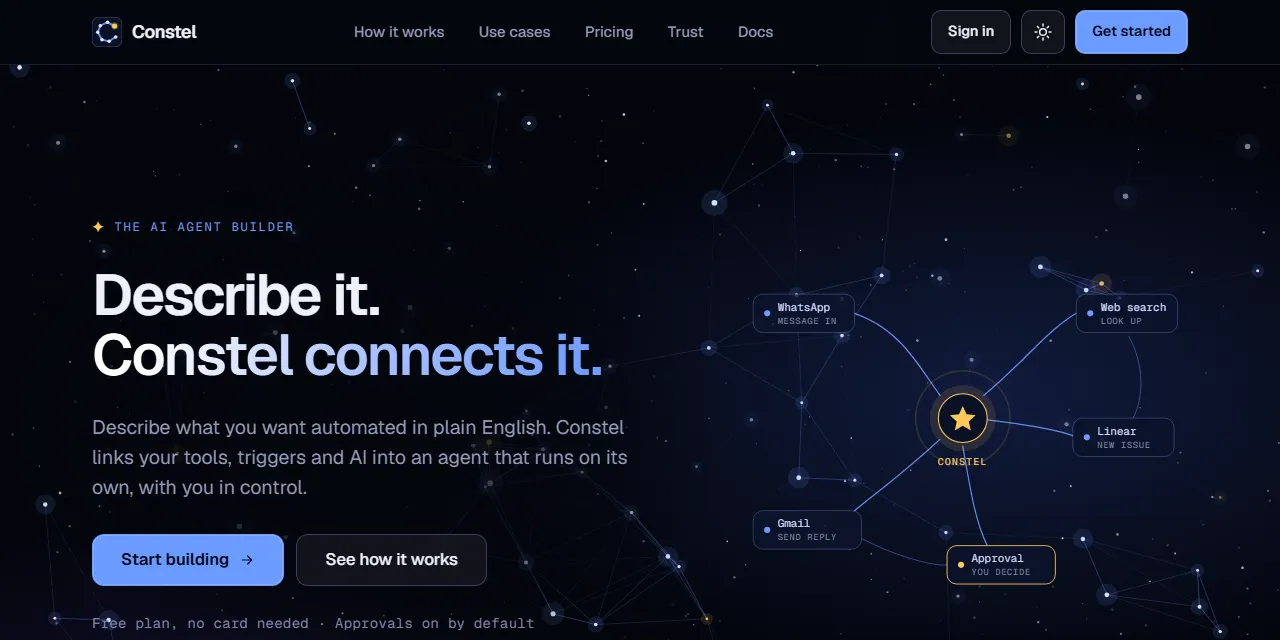 Constel
How it works
Use cases
Pricing
Trust
Docs
Sign in
Get started
THE AI AGENT BUILDER
Describe it.
Constel connects it.
Describe what you want automated in plain English. Constel
links your tools, triggers and AI into an agent that runs on its
own, with you in control.
Start building →
See how it works
Free plan, no card needed · Approvals on by default
WhatsApp
MESSAGE IN
Web search
LOOK UP
CONSTEL
Linear
NEW ISSUE
Gmail
SEND REPLY
Approval
YOU DECIDE